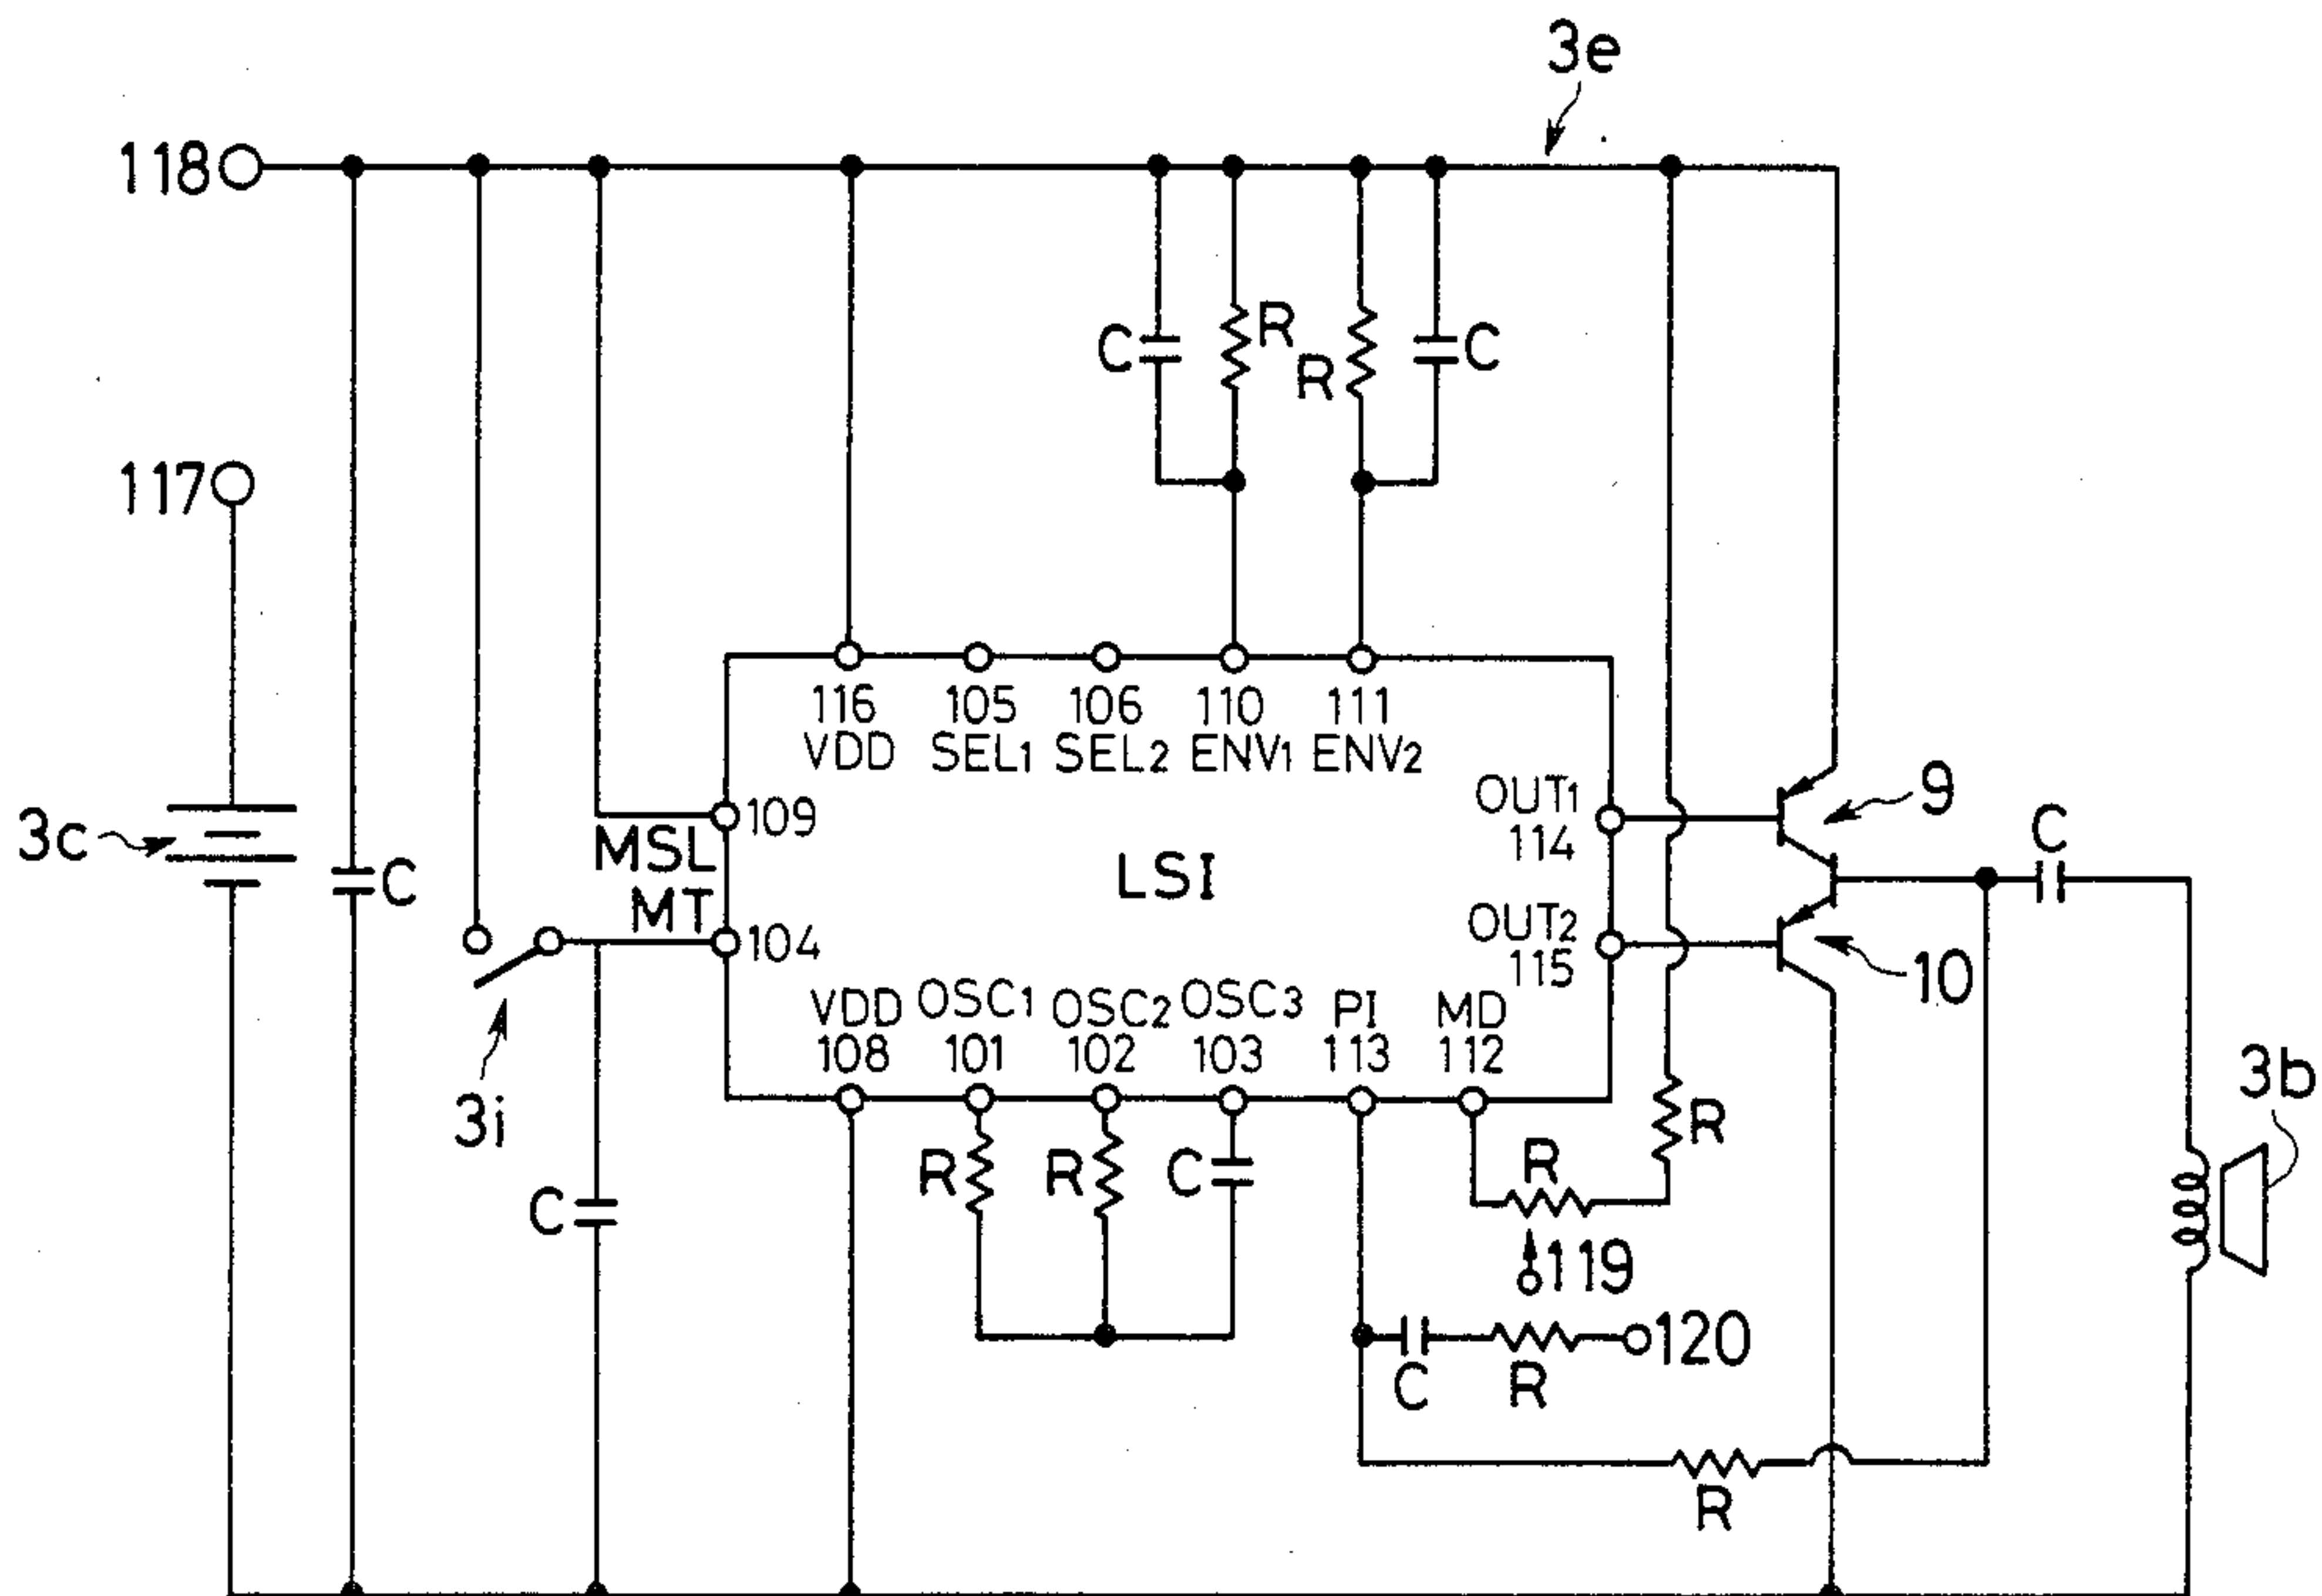 3e
118
C
R
R
C
117
116
105
106
110
111
VDD
SEL1
SEL2
ENV1
ENV2
3c
C
109
MSL
MT
104
LSI
OUT1
114
OUT2
115
9
C
10
VDD
OSC1
OSC2
OSC3
PI
MD
108
101
102
103
113
112
3i
3b
C
R
R
C
R
R
119
120
C
R
R